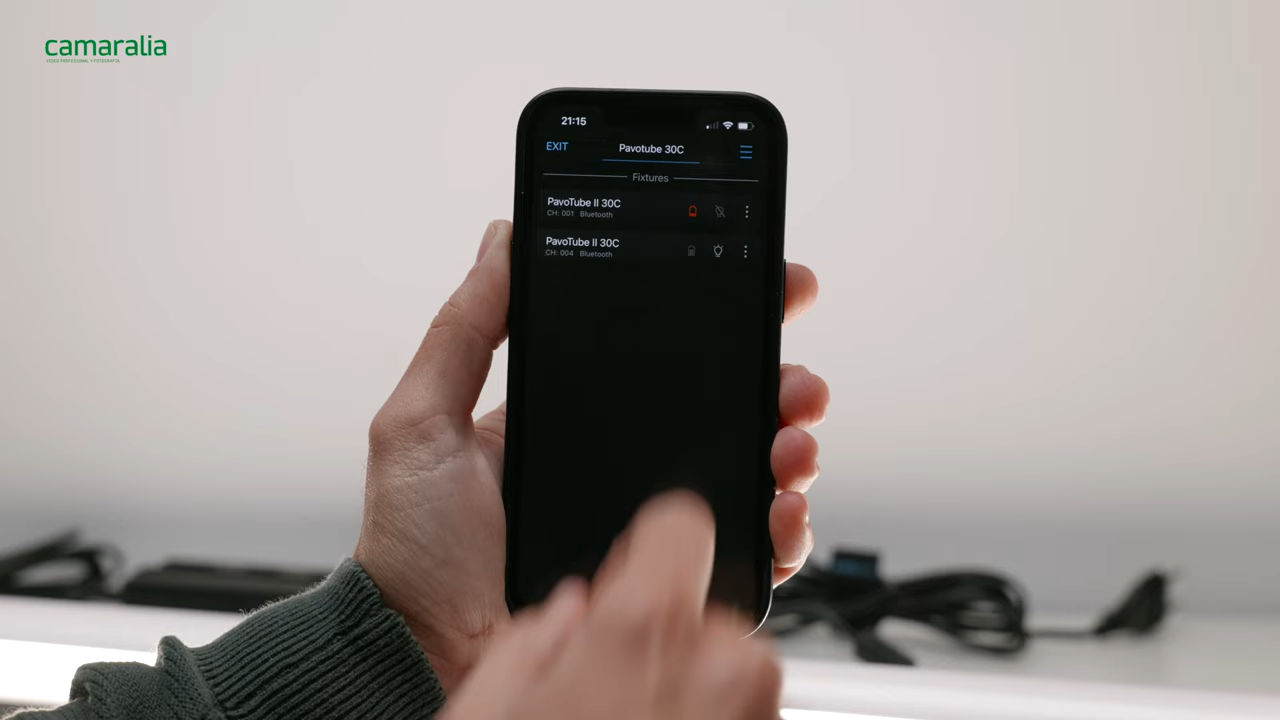 camaralia
VIDEO PROFESIONAL Y FOTOGRAFÍA
21:15
EXIT
Pavotube 30C
Fixtures
PavoTube II 30C
CH: 001 Bluetooth
PavoTube II 30C
CH: 004 Bluetooth